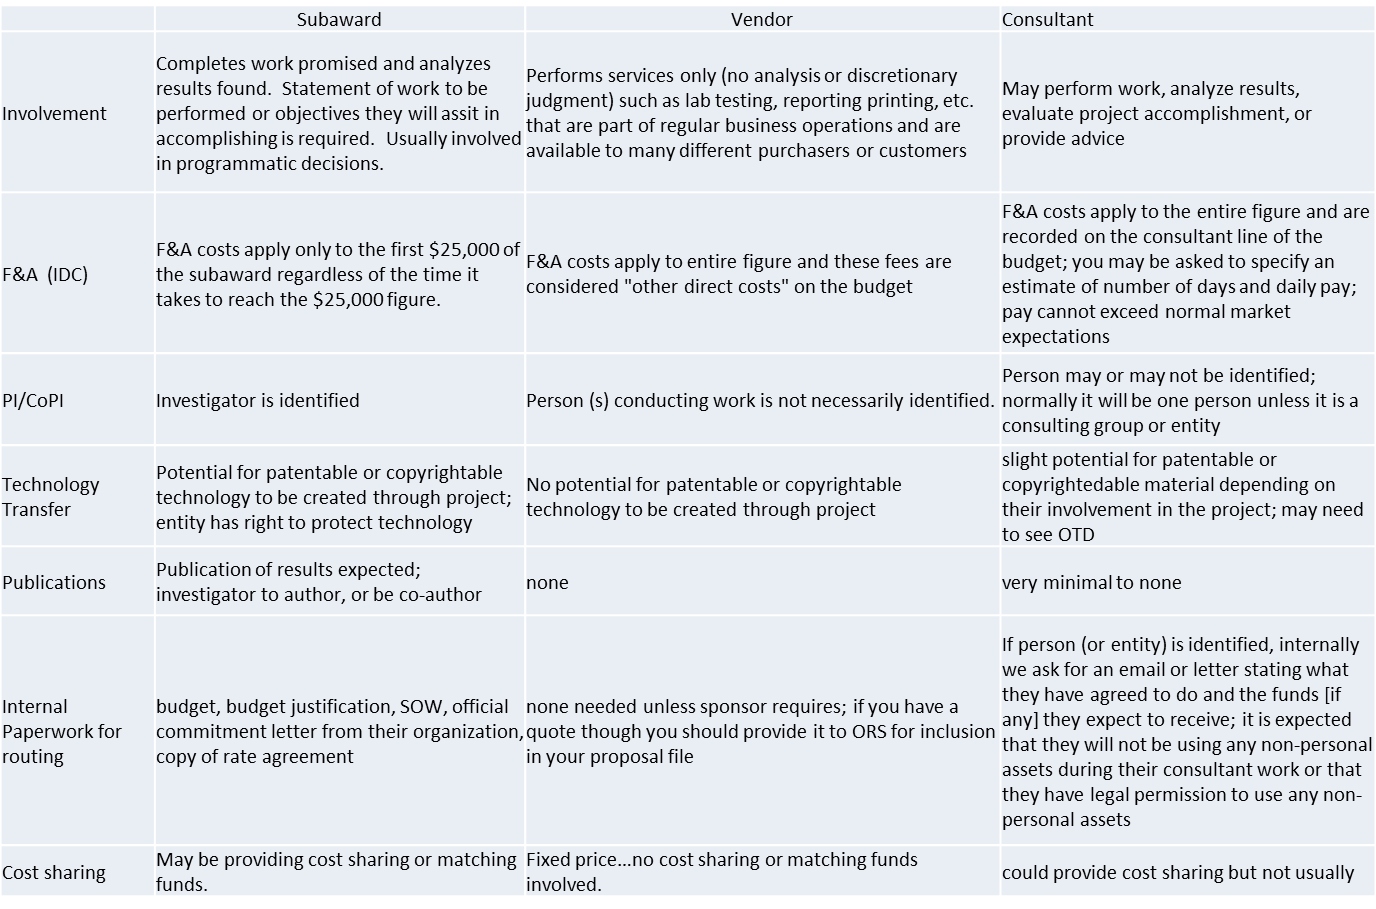 Subaward
Vendor
Consultant
Involvement
Completes work promised and analyzes
results found.  Statement of work to be
performed or objectives they will assit in
accomplishing is required.  Usually involved
in programmatic decisions.
Performs services only (no analysis or discretionary
judgment) such as lab testing, reporting printing, etc.
that are part of regular business operations and are
available to many different purchasers or customers
May perform work, analyze results,
evaluate project accomplishment, or
provide advice
F&A  (IDC)
F&A costs apply only to the first $25,000 of
the subaward regardless of the time it
takes to reach the $25,000 figure.
F&A costs apply to entire figure and these fees are
considered "other direct costs" on the budget
F&A costs apply to the entire figure and are
recorded on the consultant line of the
budget; you may be asked to specify an
estimate of number of days and daily pay;
pay cannot exceed normal market
expectations
PI/CoPI
Investigator is identified
Person (s) conducting work is not necessarily identified.
Person may or may not be identified;
normally it will be one person unless it is a
consulting group or entity
Technology
Transfer
Potential for patentable or copyrightable
technology to be created through project;
entity has right to protect technology
No potential for patentable or copyrightable
technology to be created through project
slight potential for patentable or
copyrightedable material depending on
their involvement in the project; may need
to see OTD
Publications
Publication of results expected;
investigator to author, or be co-author
none
very minimal to none
Internal
Paperwork for
routing
budget, budget justification, SOW, official
commitment letter from their organization,
copy of rate agreement
none needed unless sponsor requires; if you have a
quote though you should provide it to ORS for inclusion
in your proposal file
If person (or entity) is identified, internally
we ask for an email or letter stating what
they have agreed to do and the funds [if
any] they expect to receive; it is expected
that they will not be using any non-personal
assets during their consultant work or that
they have legal permission to use any non-
personal assets
Cost sharing
May be providing cost sharing or matching
funds.
Fixed price...no cost sharing or matching funds
involved.
could provide cost sharing but not usually